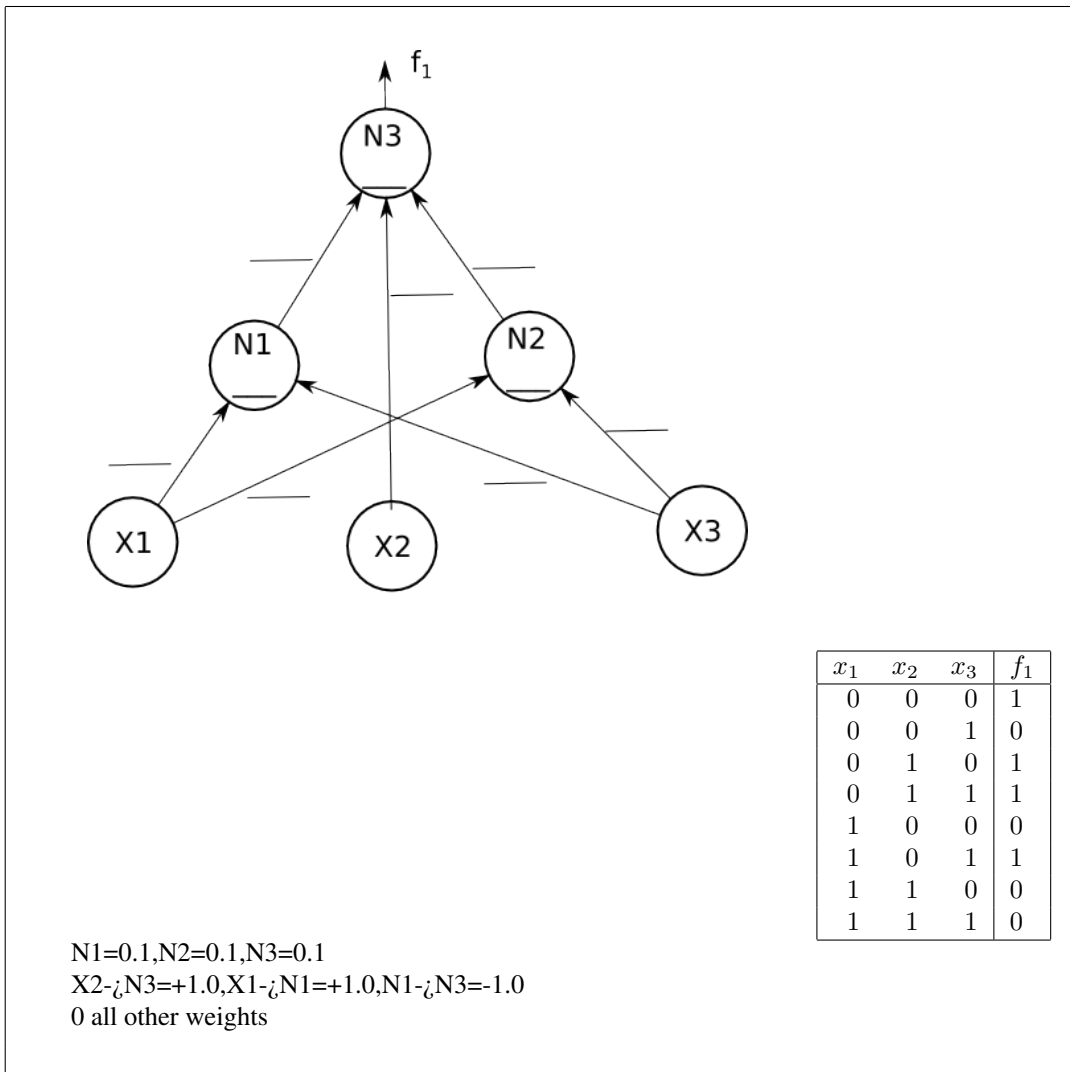 f₁
N3
N1
N2
X1
X2
X3
x₁ x₂ x₃ f₁
0 0 0 1
0 0 1 0
0 1 0 1
0 1 1 1
1 0 0 0
1 0 1 1
1 1 0 0
1 1 1 0
N1=0.1,N2=0.1,N3=0.1
X2-¿N3=+1.0,X1-¿N1=+1.0,N1-¿N3=-1.0
0 all other weights